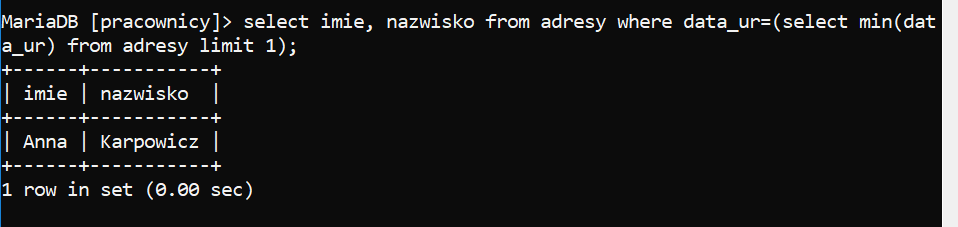 MariaDB [pracownicy]> select imie, nazwisko from adresy where data_ur=(select min(dat
a_ur) from adresy limit 1);
+------+-----------+
| imie | nazwisko  |
+------+-----------+
| Anna | Karpowicz |
+------+-----------+
1 row in set (0.00 sec)